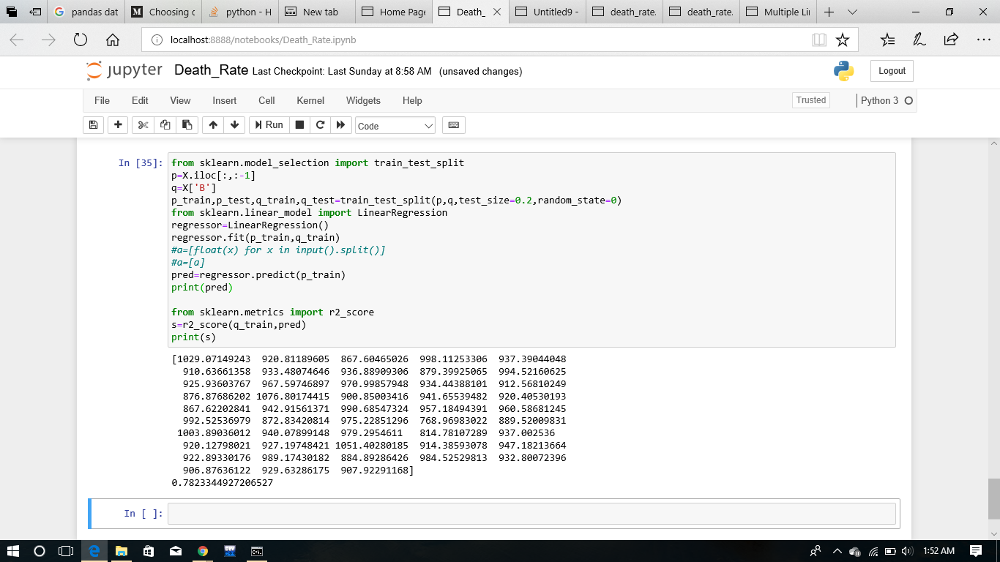 pandas dat
Choosing c
python - H
New tab
Home Page
Death_
Untitled9 -
death_rate.
death_rate.
Multiple Lin
localhost:8888/notebooks/Death_Rate.ipynb
jupyter Death_Rate Last Checkpoint: Last Sunday at 8:58 AM (unsaved changes)
Logout
File Edit View Insert Cell Kernel Widgets Help
Trusted
Python 3
Run
Code
In [35]:
from sklearn.model_selection import train_test_split
p=X.iloc[:,:-1]
q=X['B']
p_train,p_test,q_train,q_test=train_test_split(p,q,test_size=0.2,random_state=0)
from sklearn.linear_model import LinearRegression
regressor=LinearRegression()
regressor.fit(p_train,q_train)
#a=[float(x) for x in input().split()]
#a=[a]
pred=regressor.predict(p_train)
print(pred)
from sklearn.metrics import r2_score
s=r2_score(q_train,pred)
print(s)
[1029.07149243 920.81189605 867.60465026 998.11253306 937.39044048
910.63661358 933.48074646 936.88909306 879.39925065 994.52160625
925.93603767 967.59746897 970.99857948 934.44388101 912.56810249
876.87686202 1076.80174415 900.85003416 941.65539482 920.40530193
867.62202841 942.91561371 990.68547324 957.18494391 960.58681245
992.52536979 872.83420814 975.22851296 768.96983022 889.52009831
1003.89036012 940.07899148 979.2954611 814.78107289 937.002536
920.12798021 927.19748421 1051.40280185 914.38593078 947.18213664
922.89330176 989.17430182 884.89286426 984.52529813 932.80072396
906.87636122 929.63286175 907.92291168]
0.7823344927206527
In [ ]:
1:52 AM